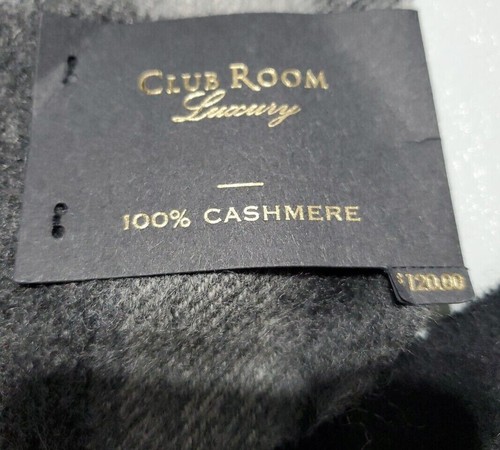 CLUB ROOM
Luxury
100% CASHMERE
$120.00